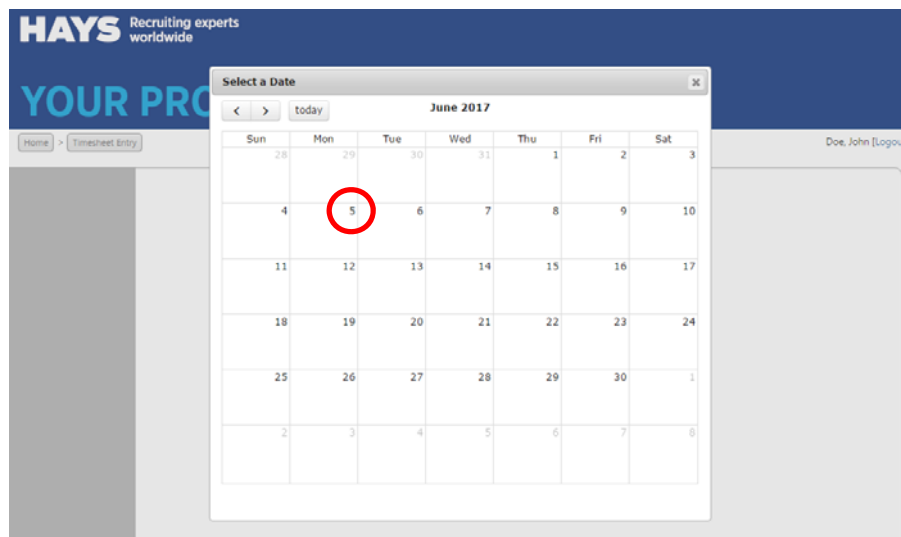 HAYS Recruiting experts
worldwide
YOUR PRO
Select a Date
today
June 2017
Home > Timesheet Entry
Doe, John [Logou
Sun Mon Tue Wed Thu Fri Sat
28 29 30 31 1 2 3
4 5 6 7 8 9 10
11 12 13 14 15 16 17
18 19 20 21 22 23 24
25 26 27 28 29 30 1
2 3 4 5 6 7 8